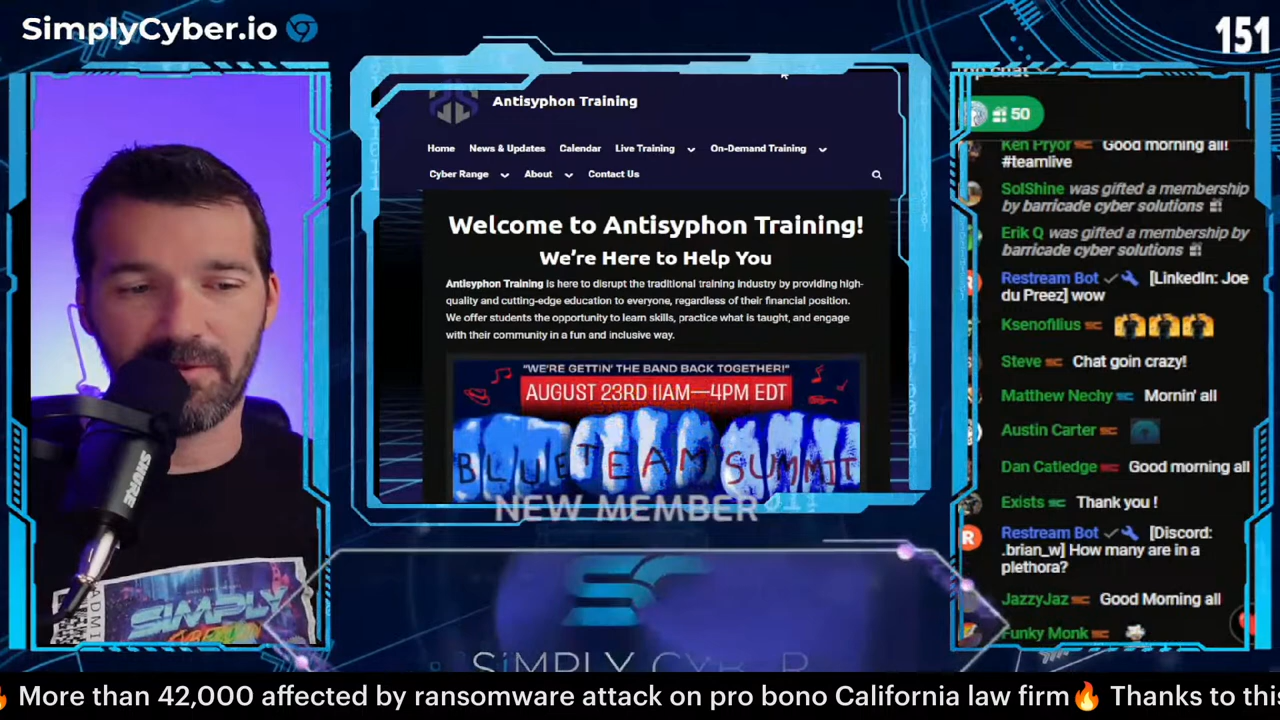 SimplyCyber.io
151
Antisyphon Training
Home News & Updates Calendar Live Training On-Demand Training
Cyber Range About Contact Us
Welcome to Antisyphon Training!
We're Here to Help You
Antisyphon Training is here to disrupt the traditional training industry by providing high-
quality and cutting-edge education to everyone, regardless of their financial position.
We offer students the opportunity to learn skills, practice what is taught, and engage
with their community in a fun and inclusive way.
"WE'RE GETTIN' THE BAND BACK TOGETHER!"
AUGUST 23RD 11AM—4PM EDT
BLUE TEAM SUMMIT
NEW MEMBER
SIMPLY CYBER
SHURE
SIMPLY
Top chat
50
Ken Pryor Good morning all!
#teamlive
SolShine was gifted a membership
by barricade cyber solutions
Erik Q was gifted a membership
by barricade cyber solutions
Restream Bot [LinkedIn: Joe
du Preez] wow
Ksenofilius
Steve Chat goin crazy!
Matthew Nechy Mornin' all
Austin Carter
Dan Catledge Good morning all
Exists Thank you !
Restream Bot [Discord:
.brian_w] How many are in a
plethora?
JazzyJaz Good Morning all
Funky Monk
More than 42,000 affected by ransomware attack on pro bono California law firm🔥 Thanks to this